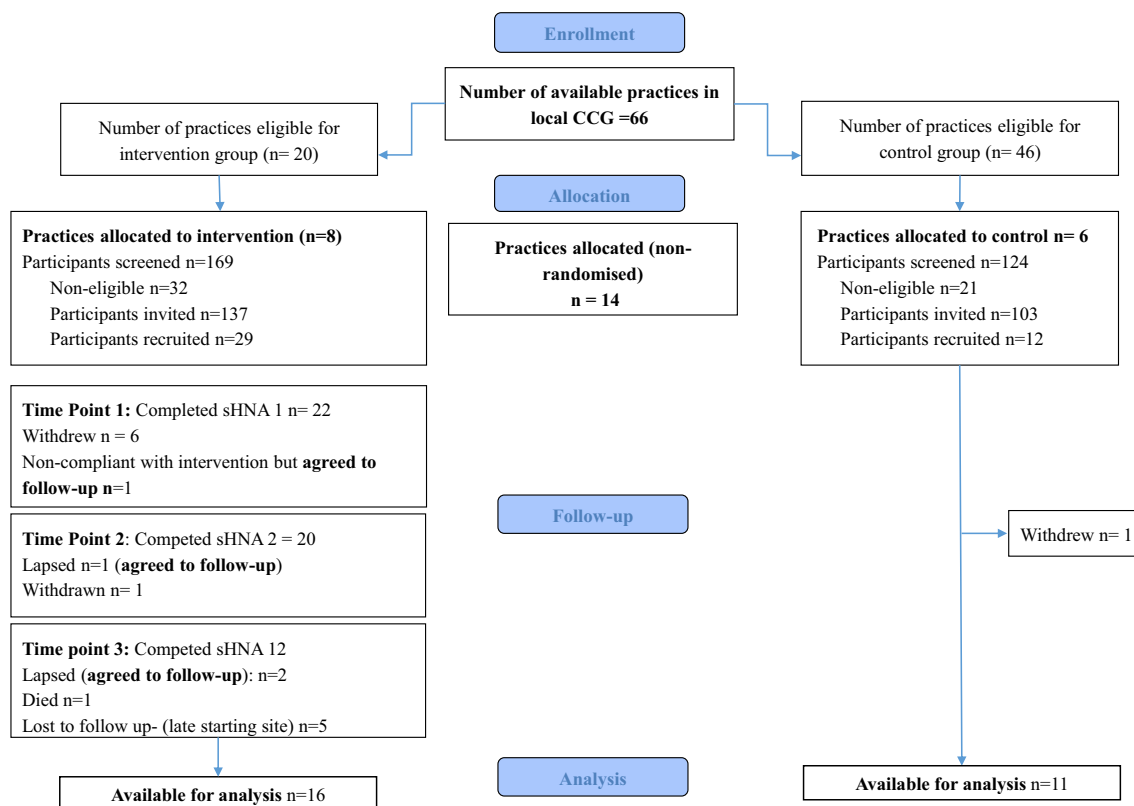 Enrollment
Number of available practices in
local CCG =66
Number of practices eligible for
intervention group (n= 20)
Number of practices eligible for
control group (n= 46)
Allocation
Practices allocated to intervention (n=8)
Participants screened n=169
Non-eligible n=32
Participants invited n=137
Participants recruited n=29
Practices allocated (non-
randomised)
n = 14
Practices allocated to control n= 6
Participants screened n=124
Non-eligible n=21
Participants invited n=103
Participants recruited n=12
Time Point 1: Completed sHNA 1 n= 22
Withdrew n = 6
Non-compliant with intervention but agreed to
follow-up n=1
Follow-up
Time Point 2: Competed sHNA 2 = 20
Lapsed n=1 (agreed to follow-up)
Withdrawn n= 1
Withdrew n= 1
Time point 3: Competed sHNA 12
Lapsed (agreed to follow-up): n=2
Died n=1
Lost to follow up- (late starting site) n=5
Analysis
Available for analysis n=16
Available for analysis n=11